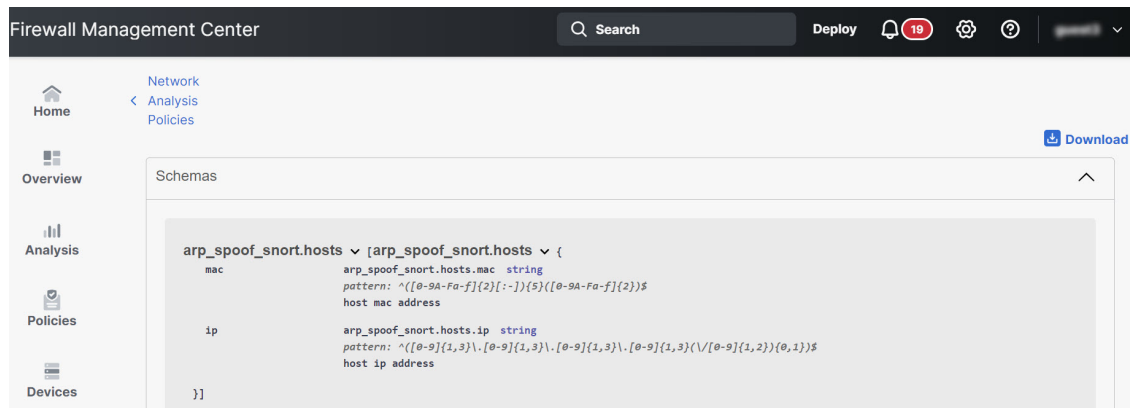 Firewall Management Center
Search
Deploy
19
Home
Overview
Analysis
Policies
Devices
Network
Analysis
Policies
Download
Schemas
arp_spoof_snort.hosts [arp_spoof_snort.hosts {
mac arp_spoof_snort.hosts.mac string
pattern: ^([0-9A-Fa-f]{2}[:-]){5}([0-9A-Fa-f]{2})$
host mac address
ip arp_spoof_snort.hosts.ip string
pattern: ^([0-9]{1,3}\.[0-9]{1,3}\.[0-9]{1,3}\.[0-9]{1,3}(\/[0-9]{1,2}){0,1})$
host ip address
}]